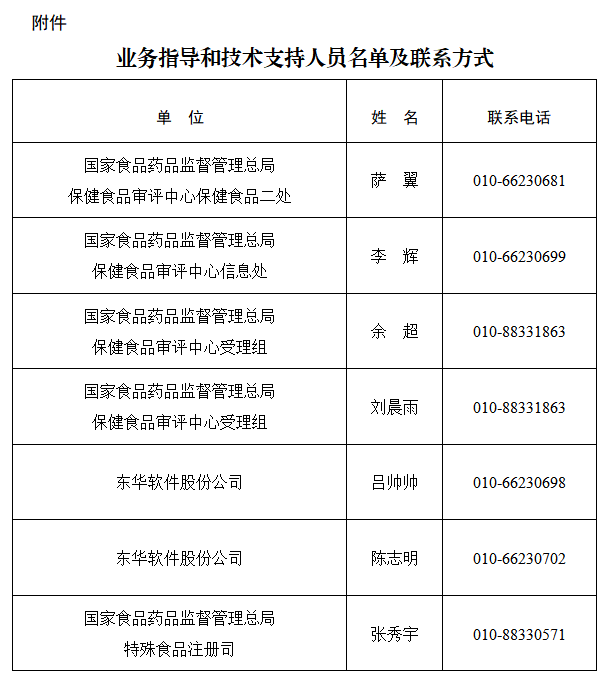 附件
业务指导和技术支持人员名单及联系方式
单　位 姓　名 联系电话
国家食品药品监督管理总局
保健食品审评中心保健食品二处 萨　翼 010-66230681
国家食品药品监督管理总局
保健食品审评中心信息处 李　辉 010-66230699
国家食品药品监督管理总局
保健食品审评中心受理组 余　超 010-88331863
国家食品药品监督管理总局
保健食品审评中心受理组 刘晨雨 010-88331863
东华软件股份公司 吕帅帅 010-66230698
东华软件股份公司 陈志明 010-66230702
国家食品药品监督管理总局
特殊食品注册司 张秀宇 010-88330571